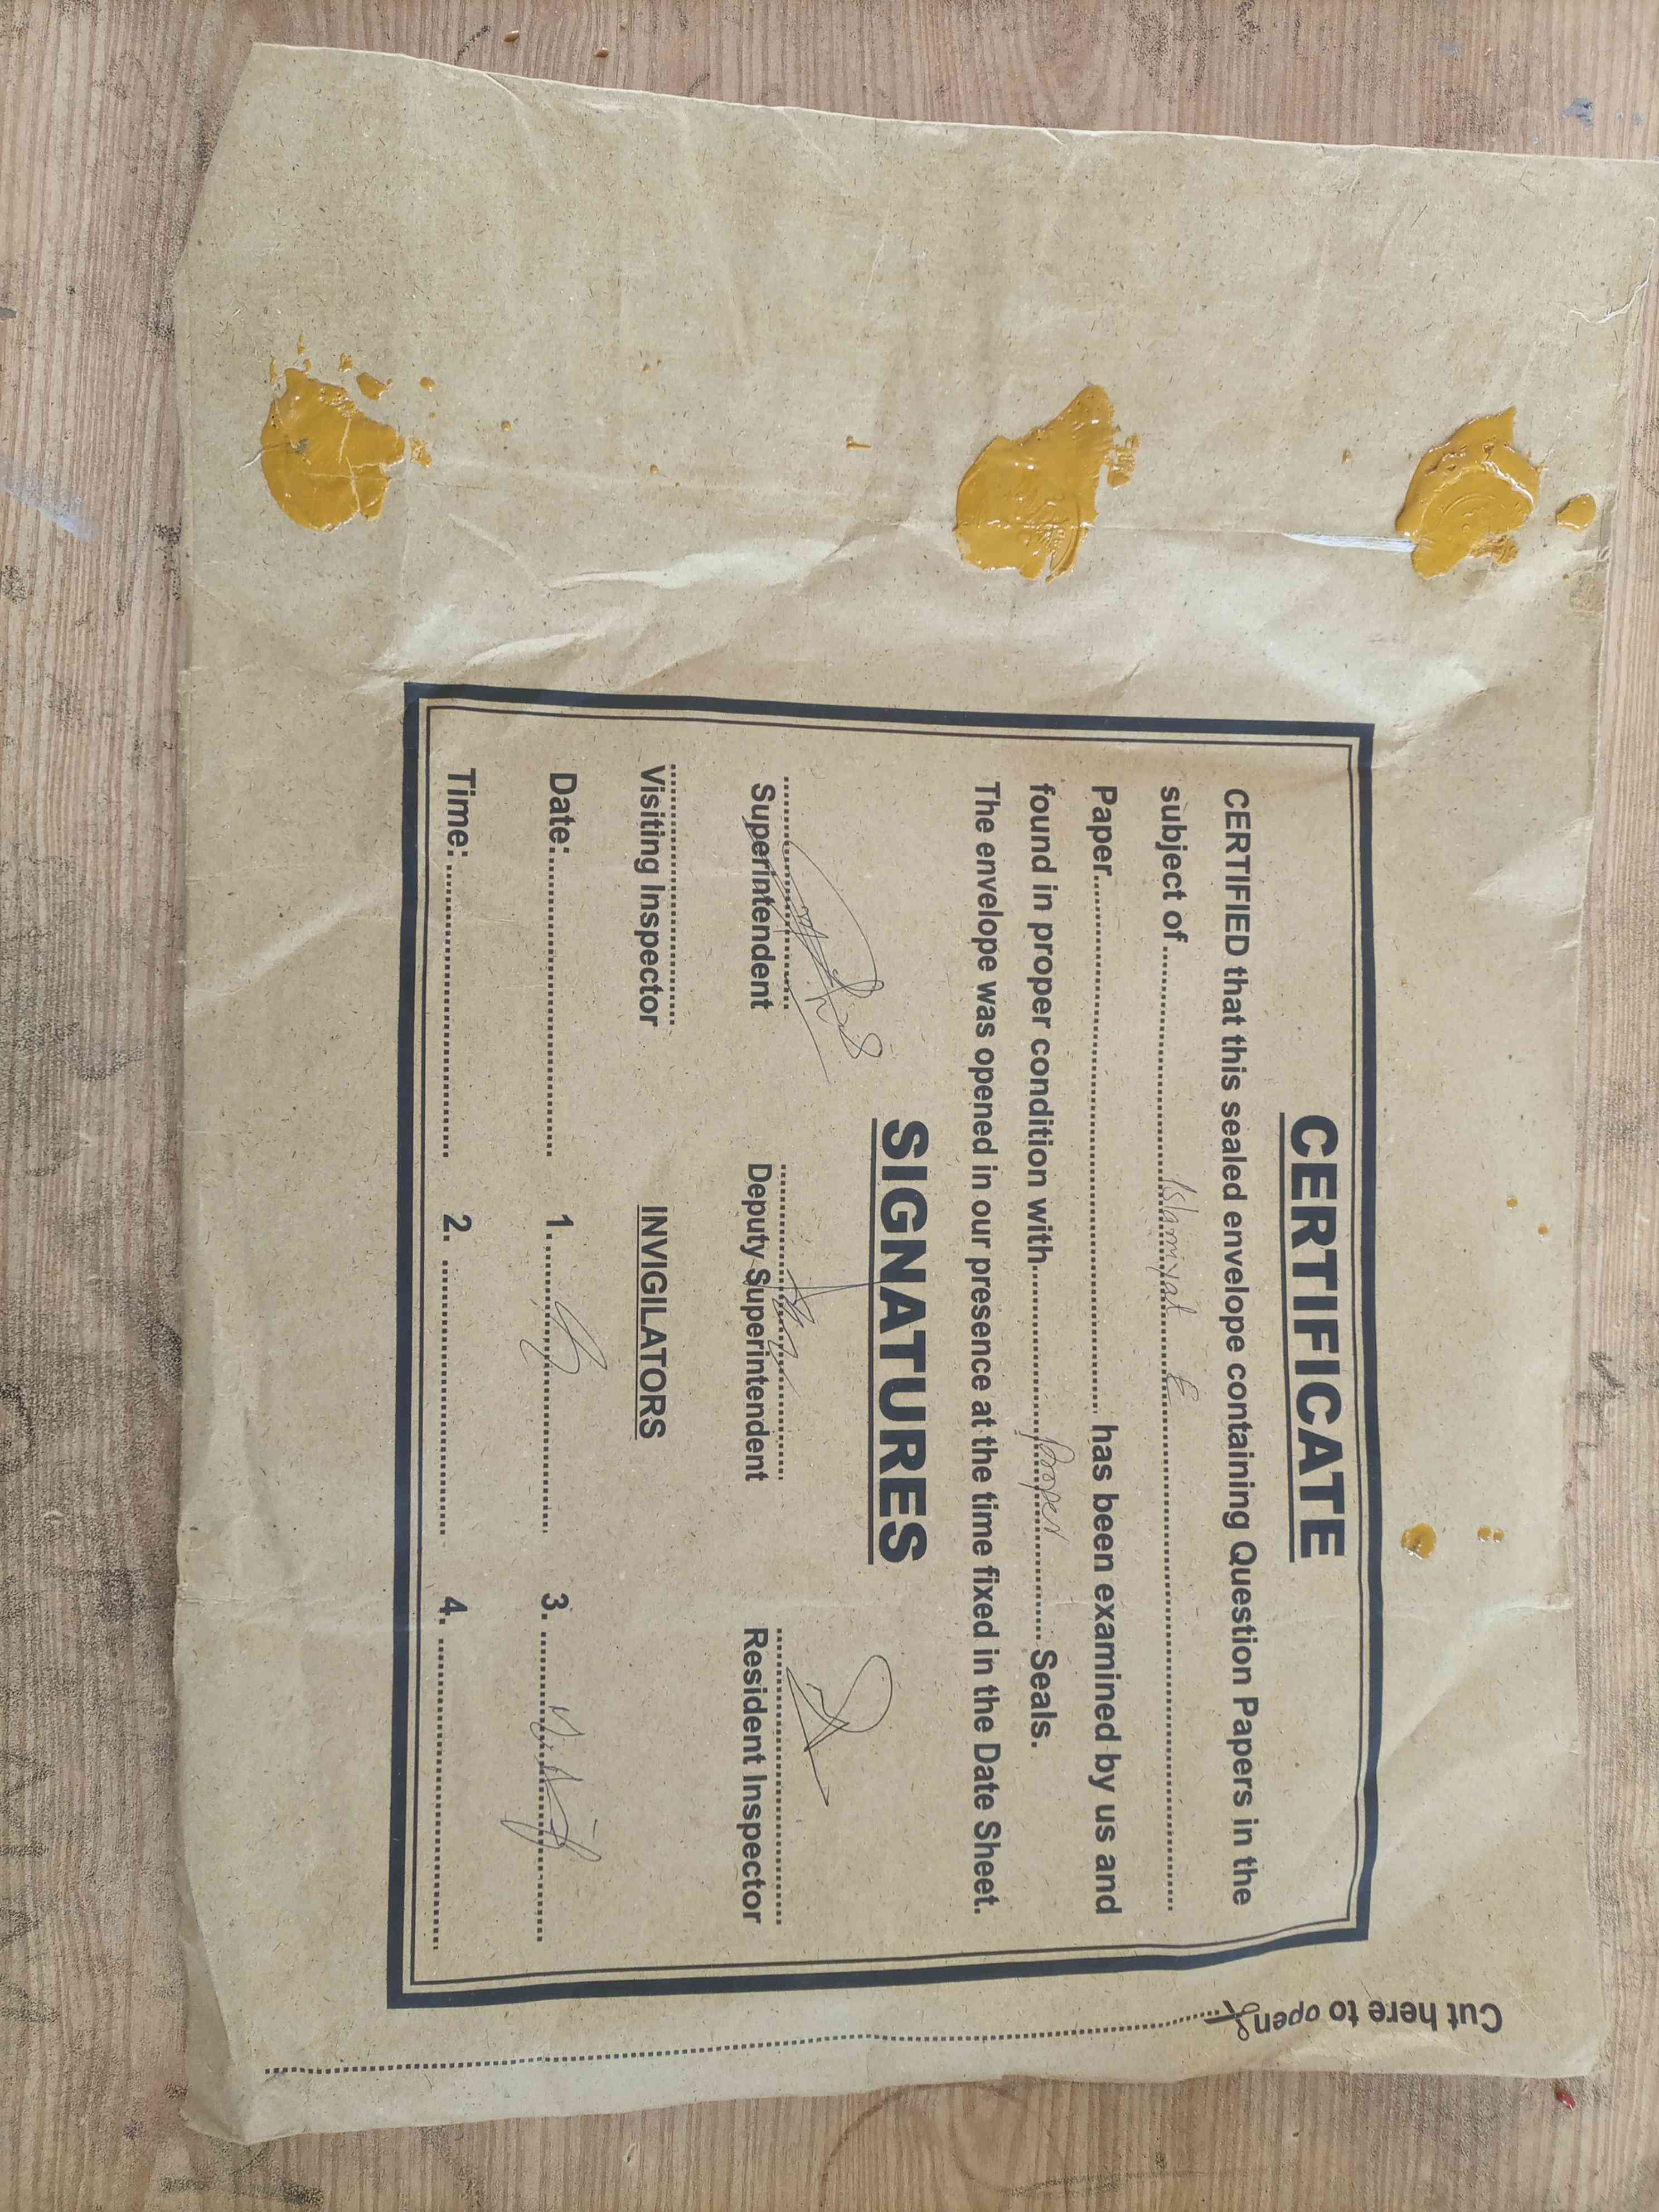 CERTIFICATE
CERTIFIED that this sealed envelope containing Question Papers in the
subject of Islamiyat E
Paper has been examined by us and
found in proper condition with proper Seals.
The envelope was opened in our presence at the time fixed in the Date Sheet.
SIGNATURES
Superintendent Deputy Superintendent Resident Inspector
Visiting Inspector INVIGILATORS
Date: 1. 3.
Time: 2. 4.
Cut here to open